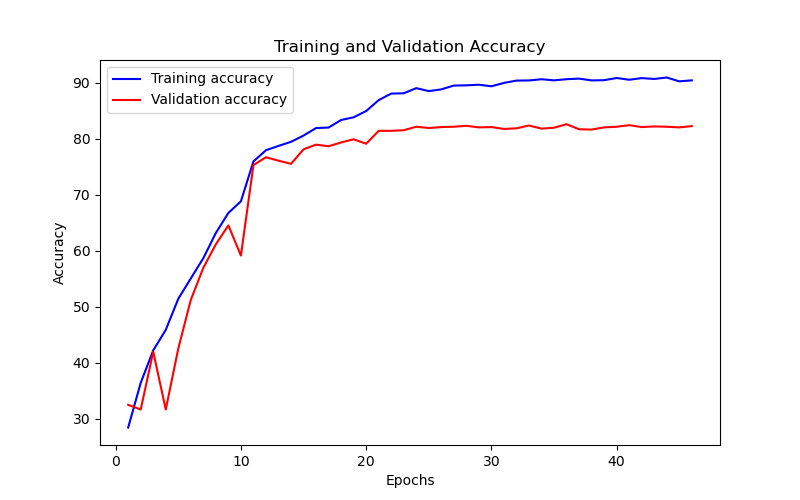 Training and Validation Accuracy
Training accuracy
Validation accuracy
90
80
70
60
50
40
30
Accuracy
0 10 20 30 40
Epochs